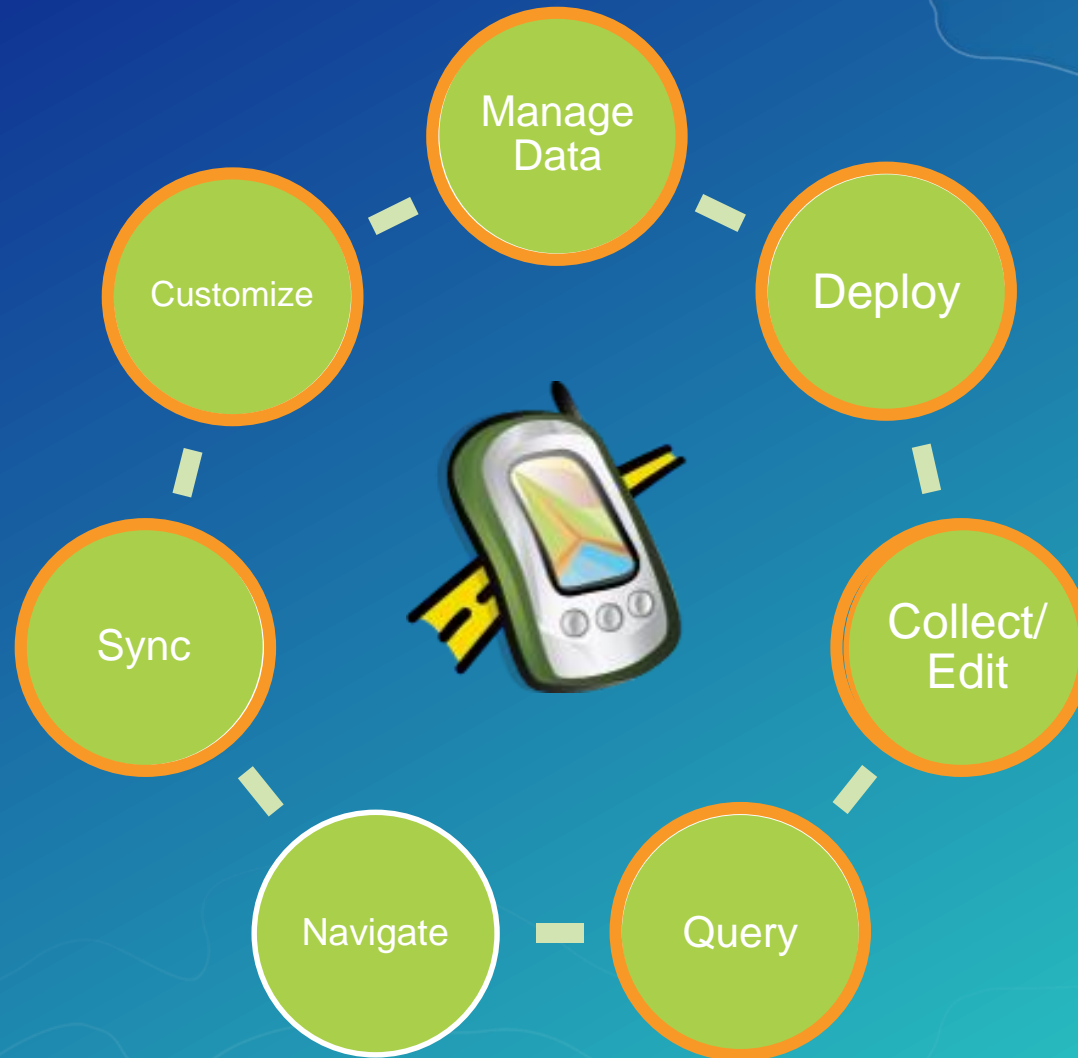 Manage
Data
Deploy
Collect/
Edit
Query
Navigate
Sync
Customize